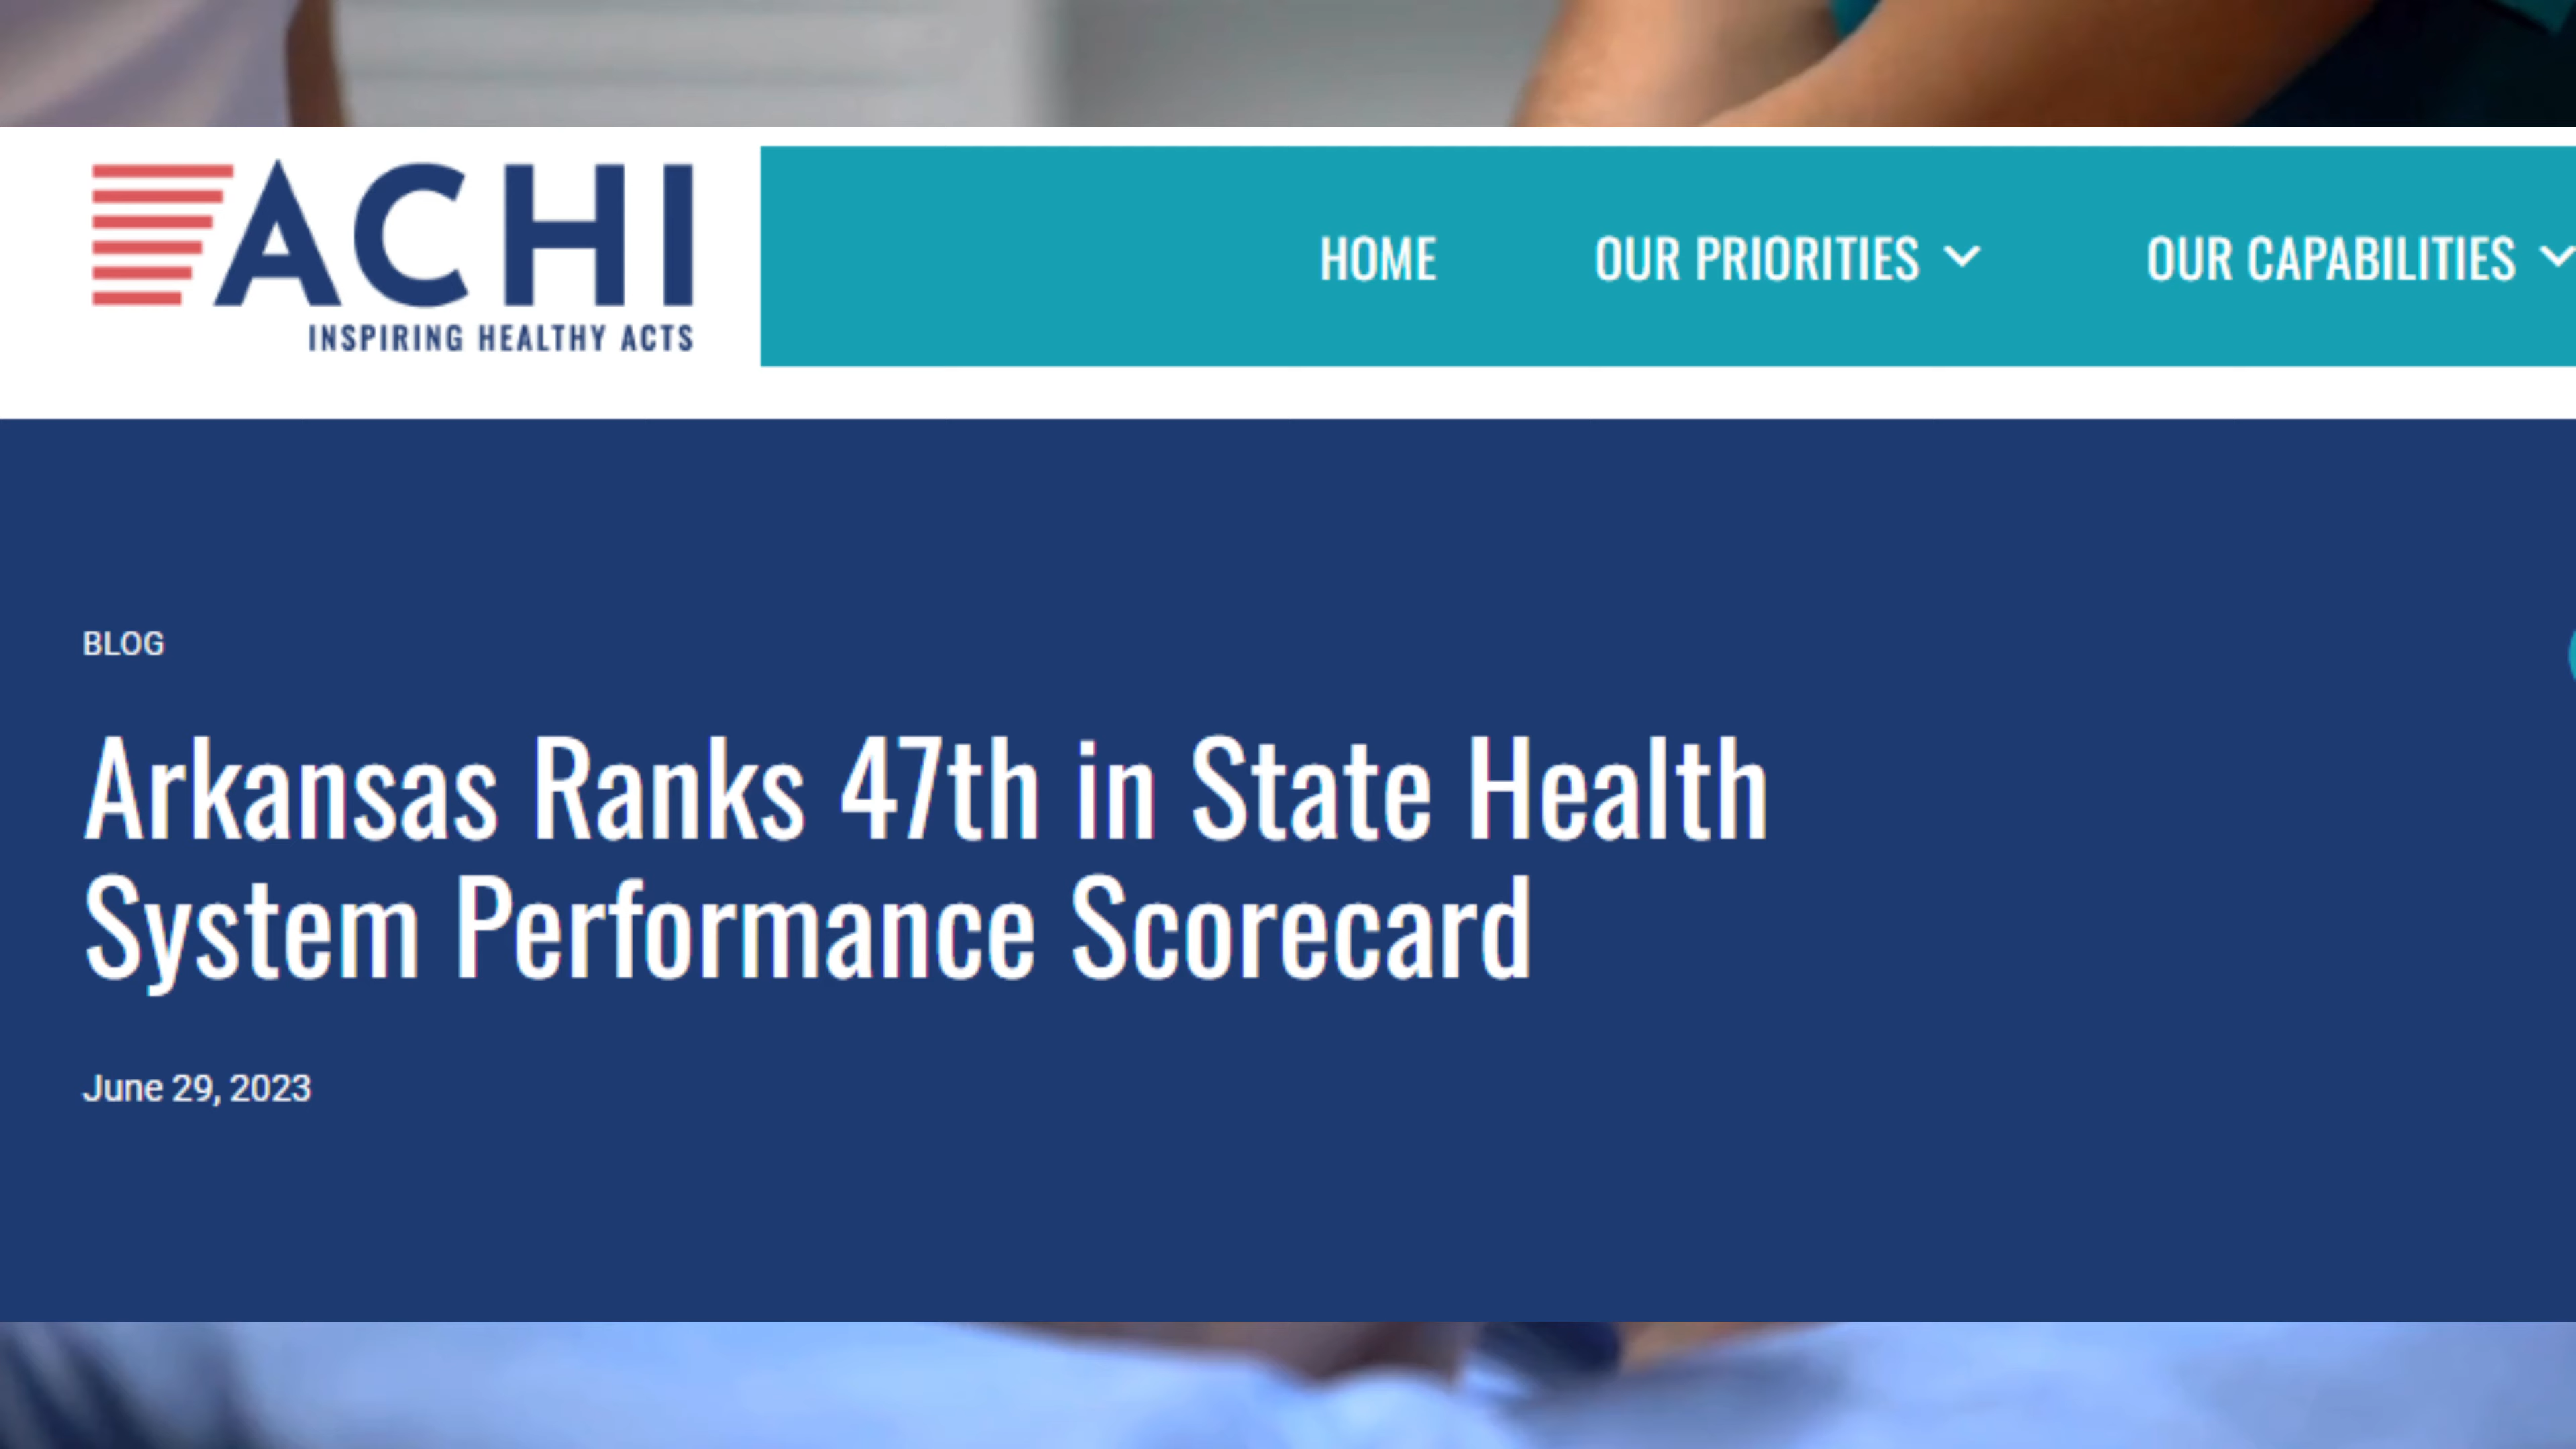 ACHI
INSPIRING HEALTHY ACTS
HOME
OUR PRIORITIES
OUR CAPABILITIES
BLOG
Arkansas Ranks 47th in State Health
System Performance Scorecard
June 29, 2023